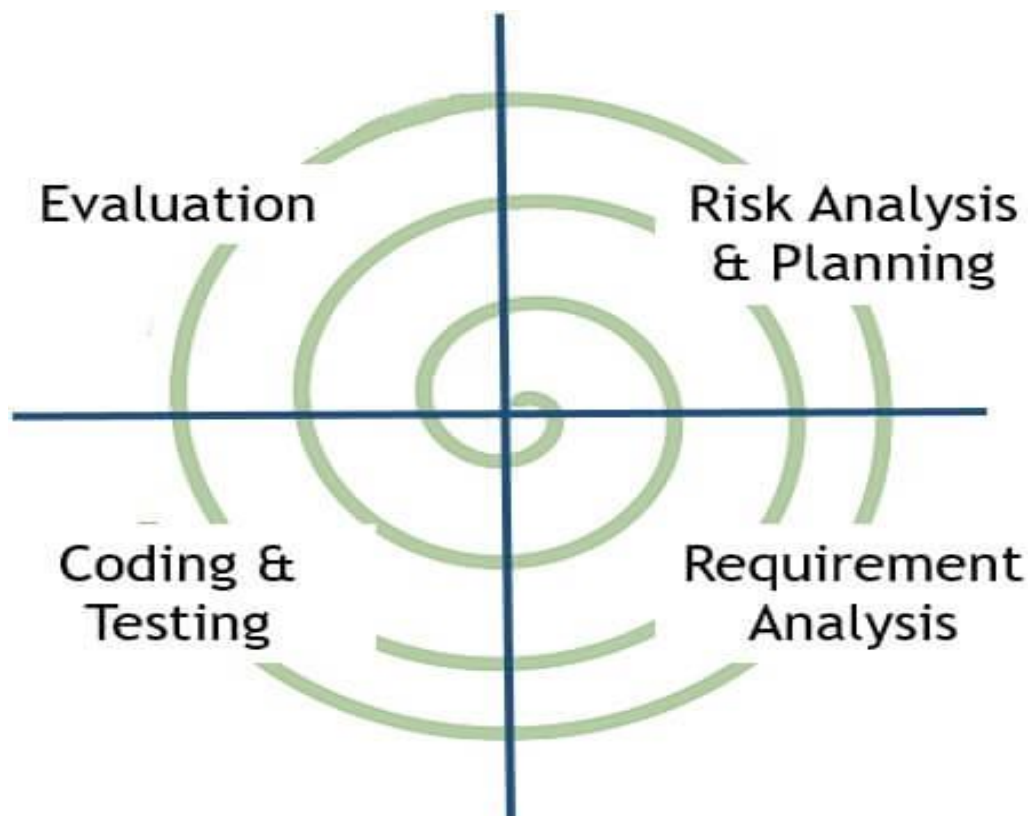 Evaluation
Risk Analysis
& Planning
Coding &
Testing
Requirement
Analysis